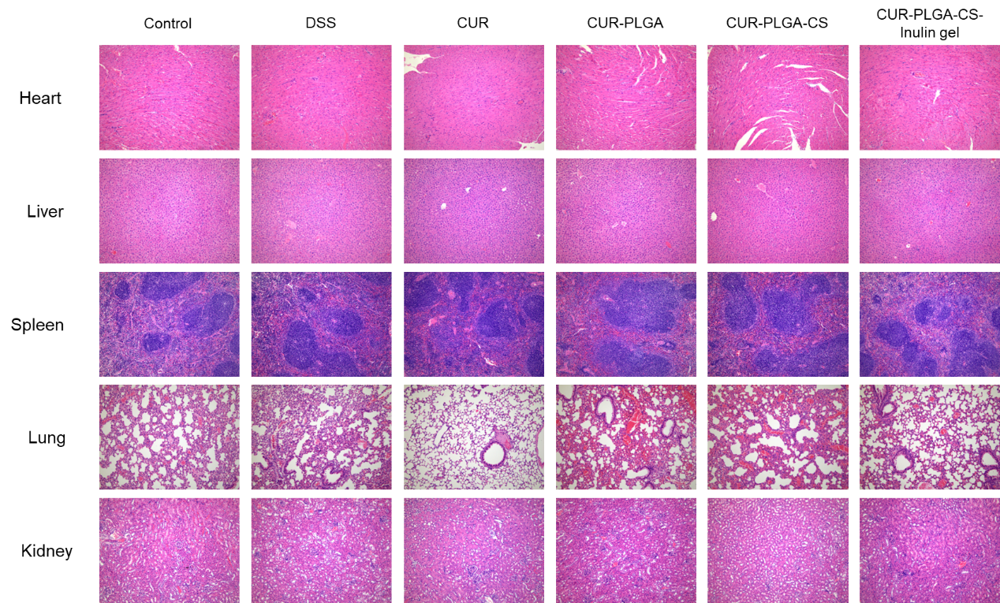 Control
DSS
CUR
CUR-PLGA
CUR-PLGA-CS
CUR-PLGA-CS-
Inulin gel
Heart
Liver
Spleen
Lung
Kidney